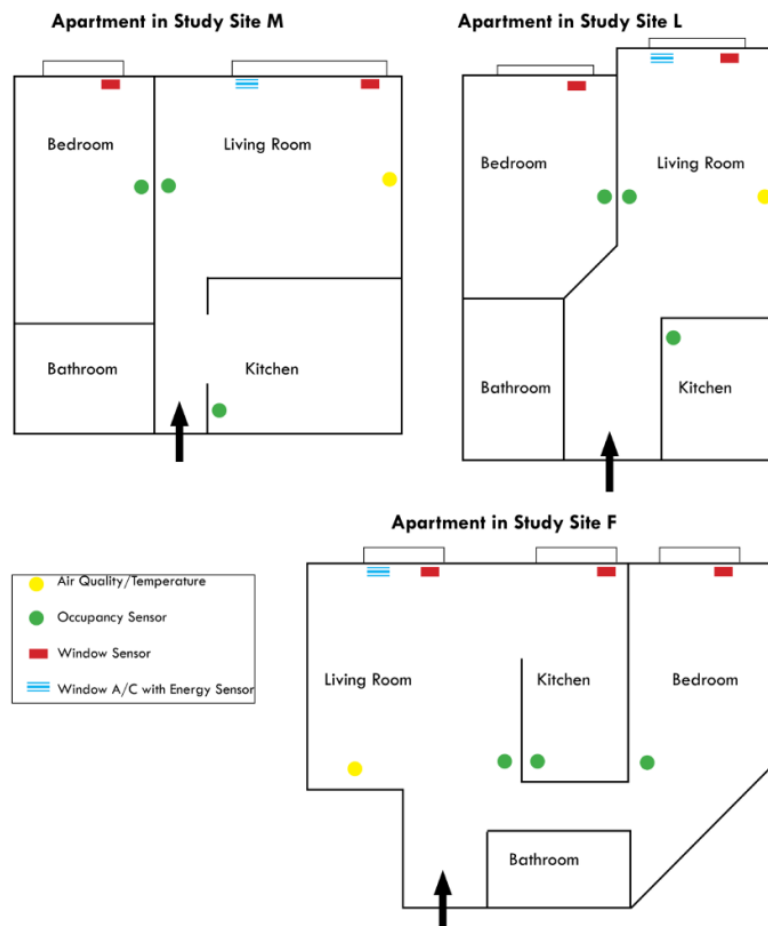 Apartment in Study Site M
Apartment in Study Site L
Bedroom
Living Room
Bathroom
Kitchen
Bedroom
Living Room
Bathroom
Kitchen
Apartment in Study Site F
Air Quality/Temperature
Occupancy Sensor
Window Sensor
Window A/C with Energy Sensor
Living Room
Kitchen
Bedroom
Bathroom